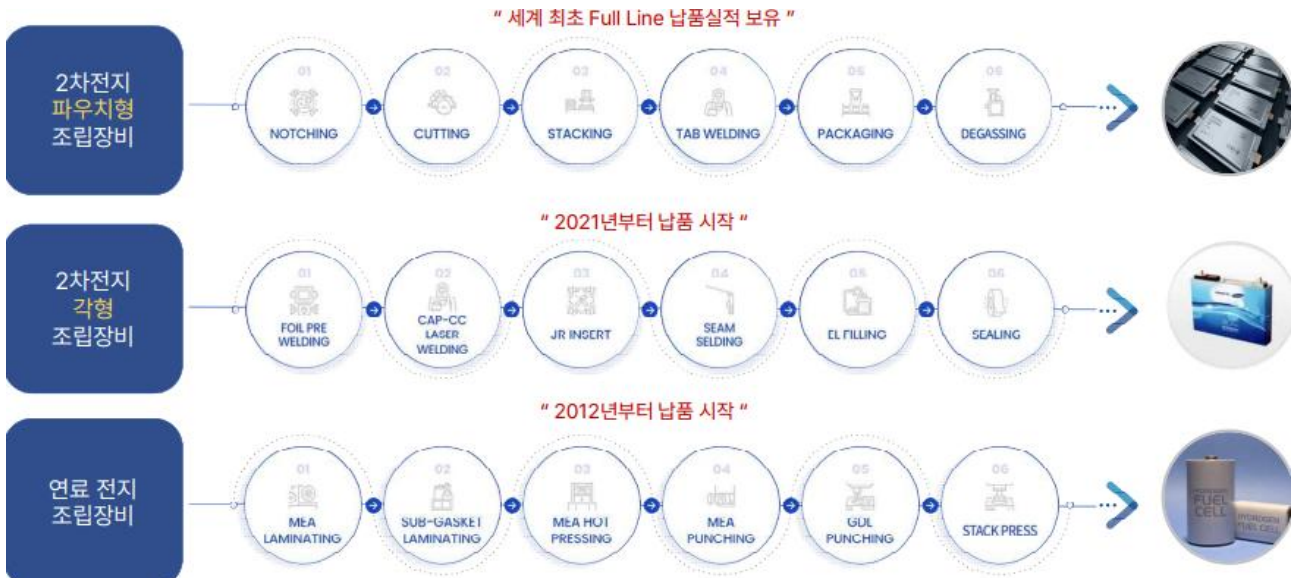 " 세계 최초 Full Line 납품실적 보유 "
2차전지
파우치형
조립장비
01
NOTCHING
02
CUTTING
03
STACKING
04
TAB WELDING
05
PACKAGING
06
DEGASSING
" 2021년부터 납품 시작 "
2차전지
각형
조립장비
01
FOIL PRE
WELDING
02
CAP-CC
LASER
WELDING
03
JR INSERT
04
SEAM
SELDING
05
EL FILLING
06
SEALING
" 2012년부터 납품 시작 "
연료 전지
조립장비
01
MEA
LAMINATING
02
SUB-GASKET
LAMINATING
03
MEA HOT
PRESSING
04
MEA
PUNCHING
05
GDL
PUNCHING
06
STACK PRESS
HYDROGEN
FUEL
CELL
HYDROGEN
FUEL CELL